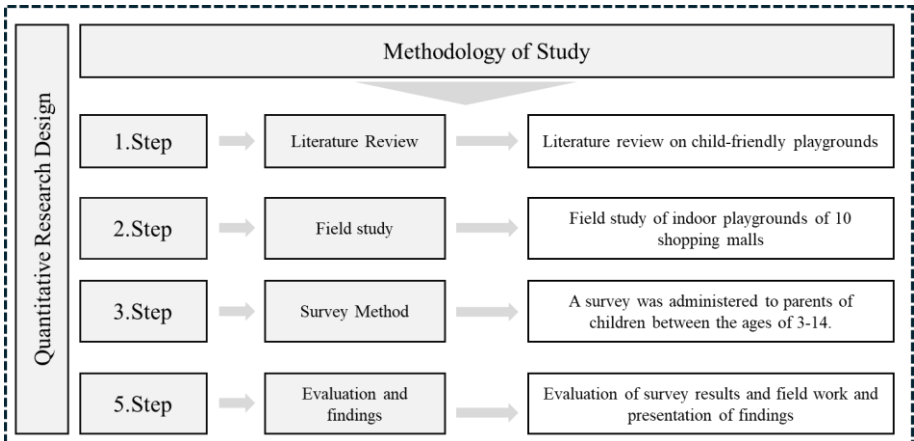 Quantitative Research Design
Methodology of Study
1.Step
Literature Review
Literature review on child-friendly playgrounds
2.Step
Field study
Field study of indoor playgrounds of 10
shopping malls
3.Step
Survey Method
A survey was administered to parents of
children between the ages of 3-14.
5.Step
Evaluation and
findings
Evaluation of survey results and field work and
presentation of findings